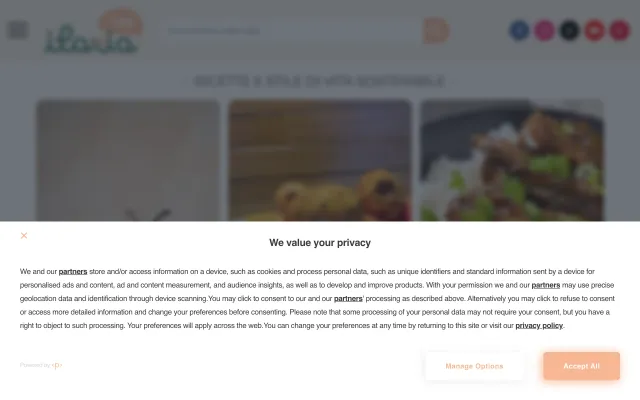 ilaria
RICETTE E STILE DI VITA SOSTENIBILE
We value your privacy
We and our partners store and/or access information on a device, such as cookies and process personal data, such as unique identifiers and standard information sent by a device for
personalised ads and content, ad and content measurement, and audience insights, as well as to develop and improve products. With your permission we and our partners may use precise
geolocation data and identification through device scanning.You may click to consent to our and our partners' processing as described above. Alternatively you may click to refuse to consent
or access more detailed information and change your preferences before consenting. Please note that some processing of your personal data may not require your consent, but you have a
right to object to such processing. Your preferences will apply across the web.You can change your preferences at any time by returning to this site or visit our privacy policy.
Powered by
Manage Options
Accept All